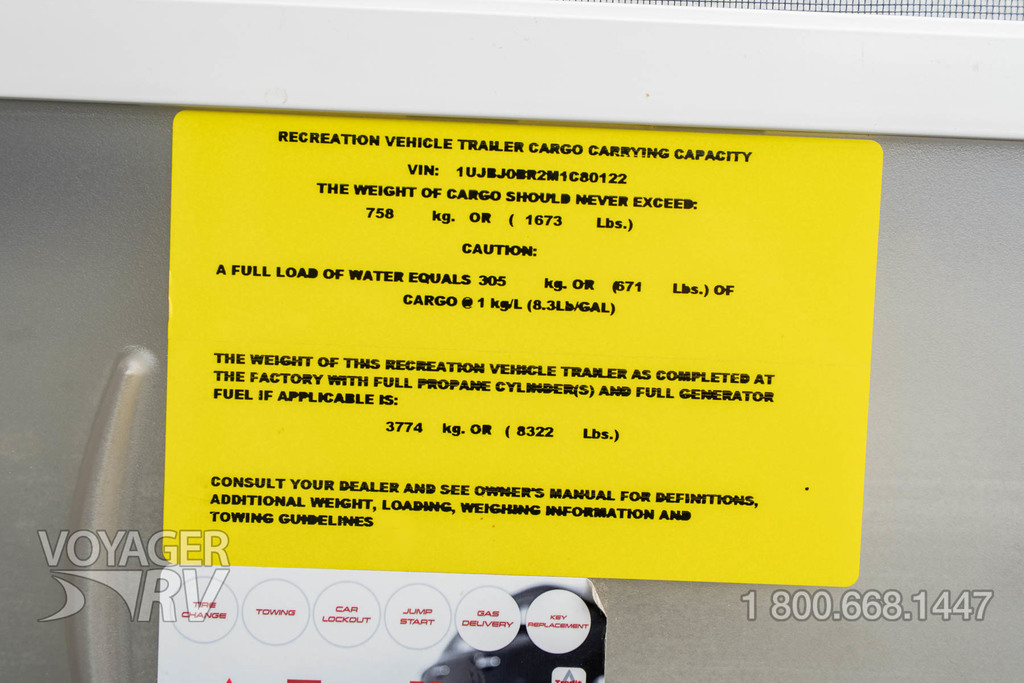 RECREATION VEHICLE TRAILER CARGO CARRYING CAPACITY
VIN: 1UJBJ0BR2M1C80122
THE WEIGHT OF CARGO SHOULD NEVER EXCEED:
758 kg. OR ( 1673 Lbs.)
CAUTION:
A FULL LOAD OF WATER EQUALS 305 kg. OR (671 Lbs.) OF
CARGO @ 1 kg/L (8.3Lb/GAL)
THE WEIGHT OF THIS RECREATION VEHICLE TRAILER AS COMPLETED AT
THE FACTORY WITH FULL PROPANE CYLINDER(S) AND FULL GENERATOR
FUEL IF APPLICABLE IS:
3774 kg. OR ( 8322 Lbs.)
CONSULT YOUR DEALER AND SEE OWNER'S MANUAL FOR DEFINITIONS,
ADDITIONAL WEIGHT, LOADING, WEIGHING INFORMATION AND
TOWING GUIDELINES
VOYAGER
RV
1 800.668.1447
TIRE
CHANGE
TOWING
CAR
LOCKOUT
JUMP
START
GAS
DELIVERY
KEY
REPLACEMENT